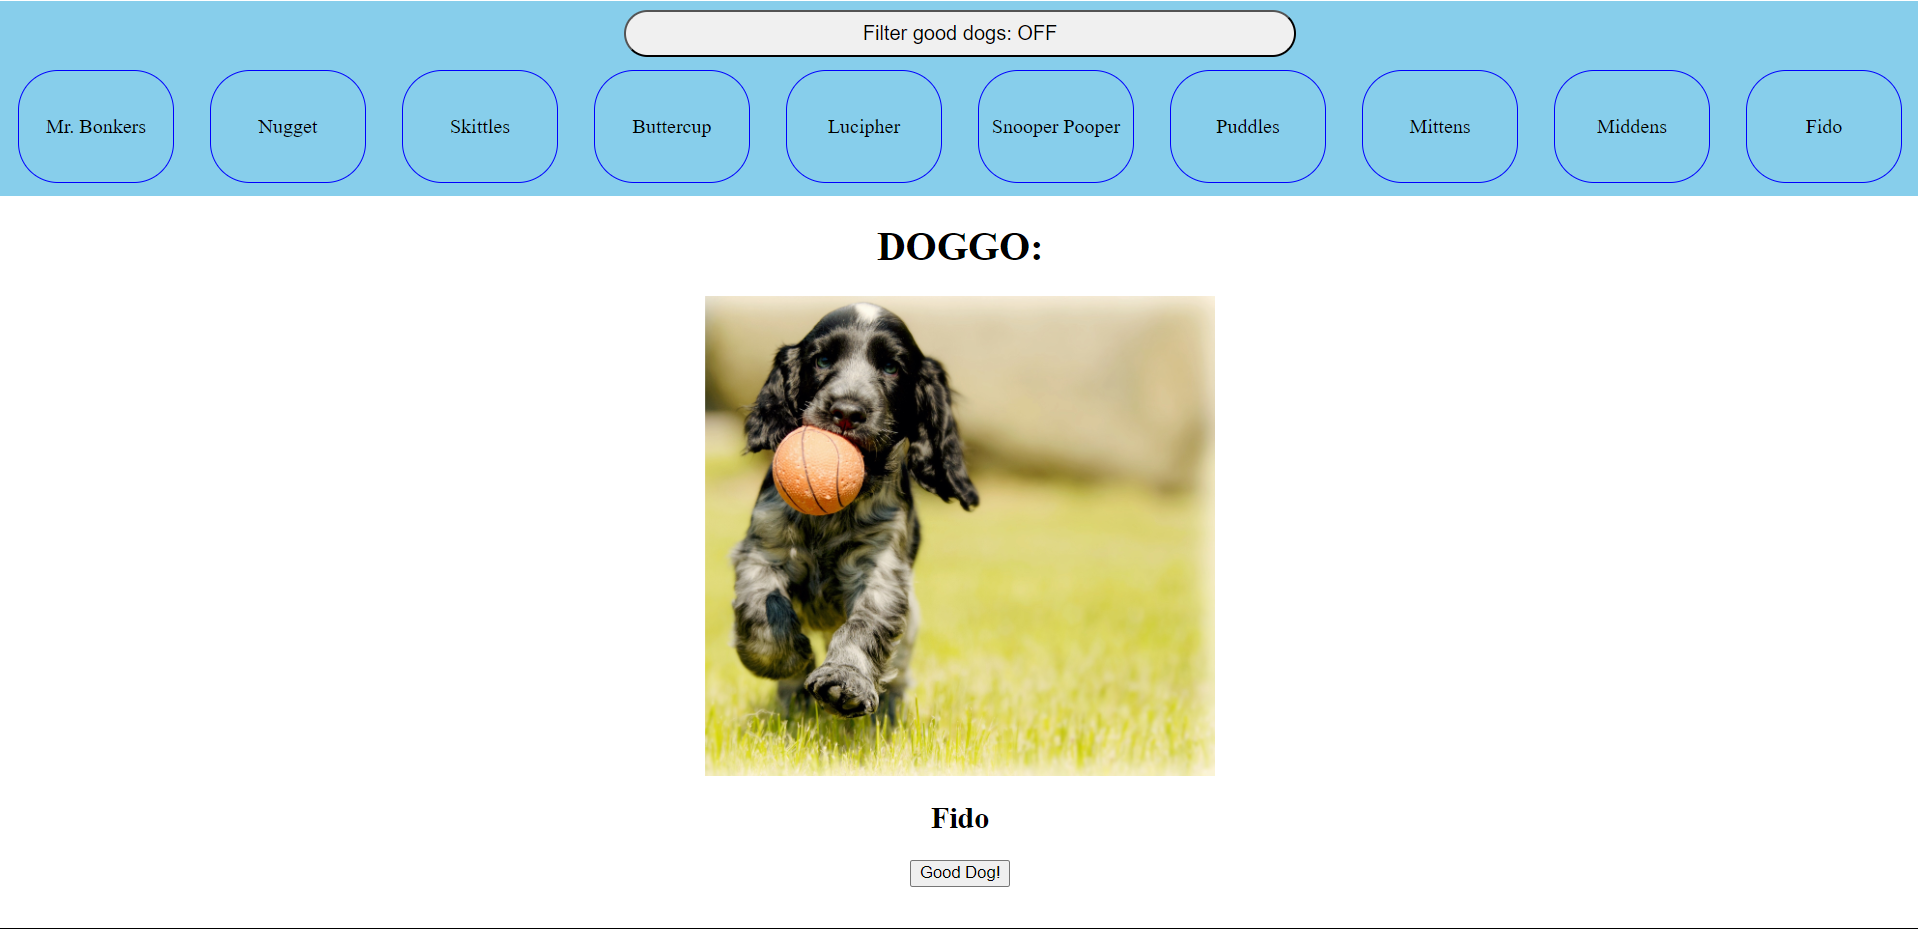 Filter good dogs: OFF
Mr. Bonkers Nugget Skittles Buttercup Lucipher Snooper Pooper Puddles Mittens Middens Fido
DOGGO:
Fido
Good Dog!